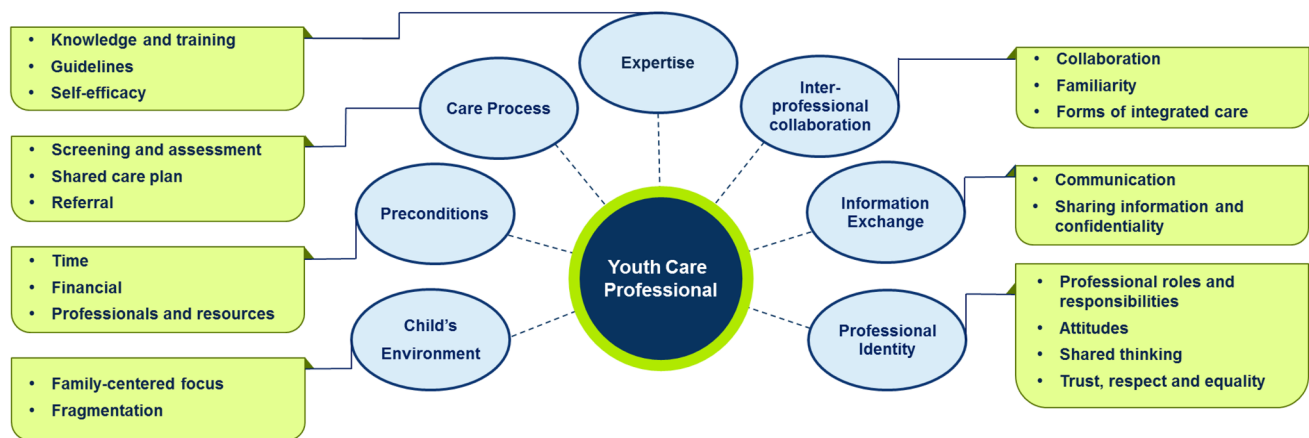 • Knowledge and training
• Guidelines
• Self-efficacy
Expertise
• Collaboration
• Familiarity
• Forms of integrated care
Care Process
Inter-
professional
collaboration
• Screening and assessment
• Shared care plan
• Referral
Preconditions
Information
Exchange
• Communication
• Sharing information and
confidentiality
• Time
• Financial
• Professionals and resources
Youth Care
Professional
• Professional roles and
responsibilities
• Attitudes
• Shared thinking
• Trust, respect and equality
Child’s
Environment
Professional
Identity
• Family-centered focus
• Fragmentation